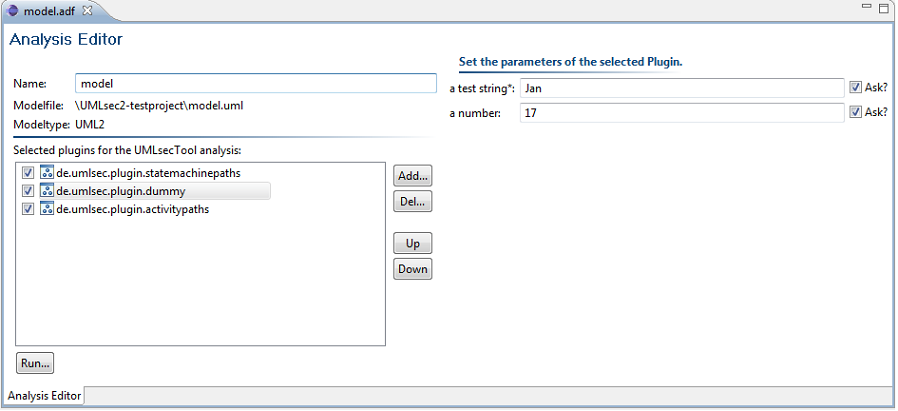 model.adf
Analysis Editor
Name: model
Modelfile: \UMLsec2-testproject\model.uml
Modeltype: UML2
Selected plugins for the UMLsecTool analysis:
de.umlsec.plugin.statemachinepaths
de.umlsec.plugin.dummy
de.umlsec.plugin.activitypaths
Add...
Del...
Up
Down
Run...
Set the parameters of the selected Plugin.
a test string*: Jan Ask?
a number: 17 Ask?
Analysis Editor